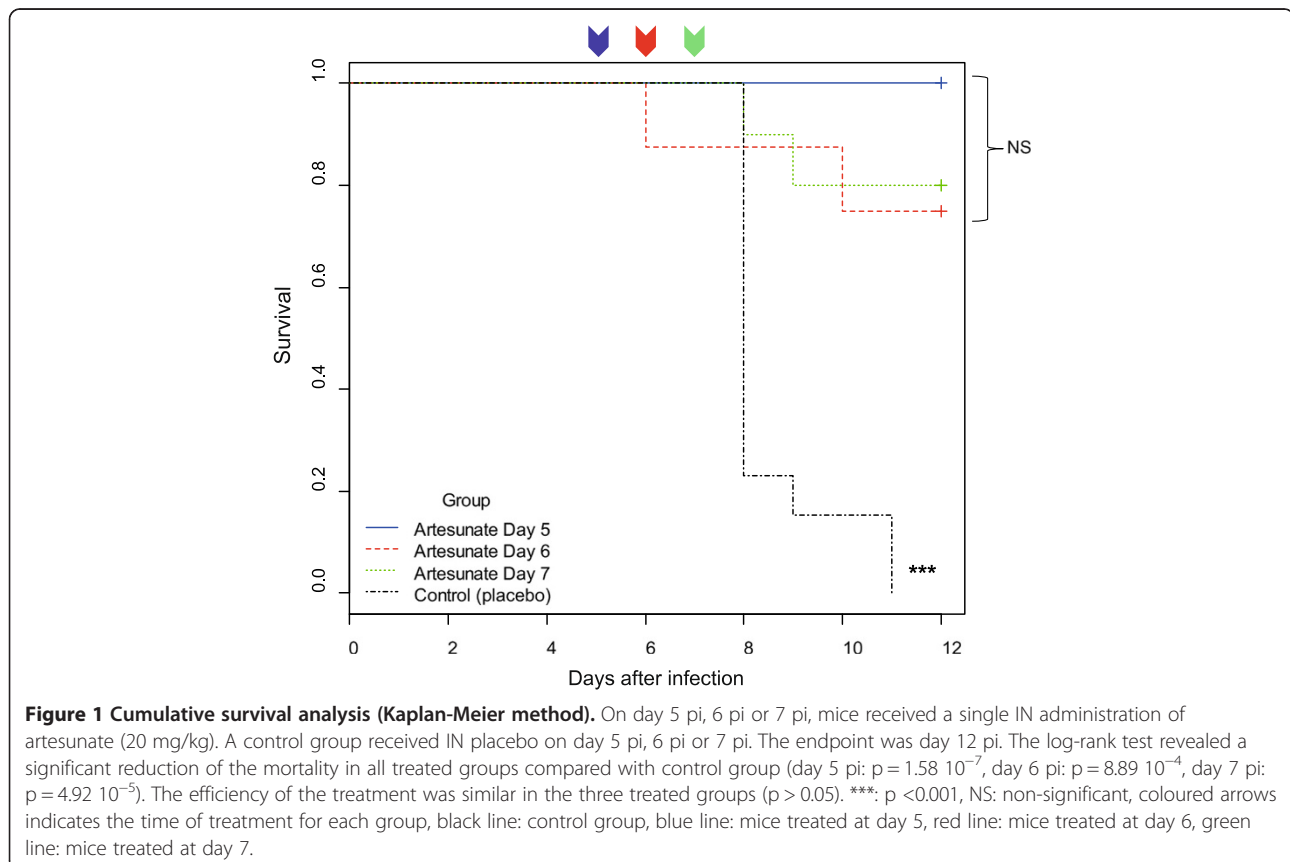 1.0
0.8
0.6
0.4
0.2
0.0
Survival
NS
Group
Artesunate Day 5
Artesunate Day 6
Artesunate Day 7
Control (placebo)
***
0 2 4 6 8 10 12
Days after infection
Figure 1 Cumulative survival analysis (Kaplan-Meier method). On day 5 pi, 6 pi or 7 pi, mice received a single IN administration of
artesunate (20 mg/kg). A control group received IN placebo on day 5 pi, 6 pi or 7 pi. The endpoint was day 12 pi. The log-rank test revealed a
significant reduction of the mortality in all treated groups compared with control group (day 5 pi: p = 1.58 10⁻⁷, day 6 pi: p = 8.89 10⁻⁴, day 7 pi:
p = 4.92 10⁻⁵). The efficiency of the treatment was similar in the three treated groups (p > 0.05). ***: p <0.001, NS: non-significant, coloured arrows
indicates the time of treatment for each group, black line: control group, blue line: mice treated at day 5, red line: mice treated at day 6, green
line: mice treated at day 7.